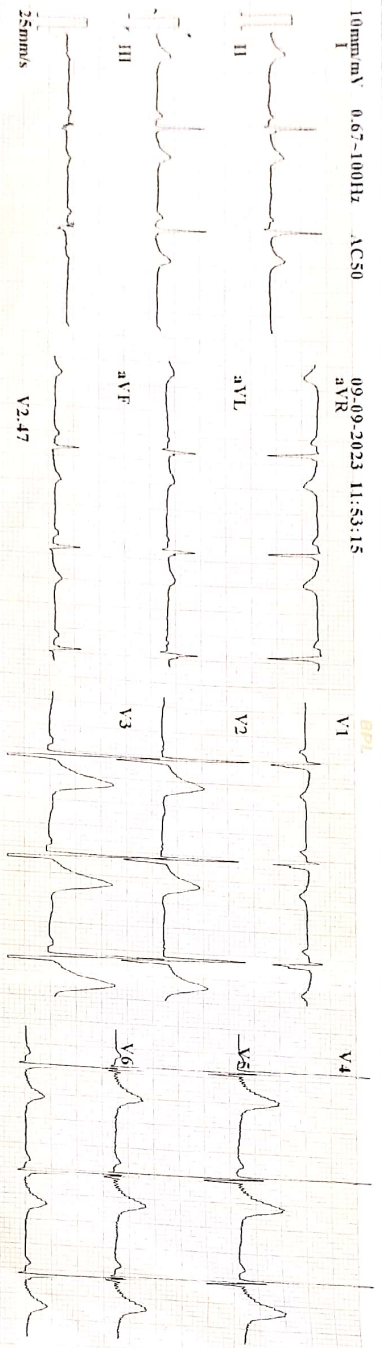 10mm/mV 0.67~100Hz AC50 09-09-2023 11:53:15
BPL
I aVR V1 V4
II aVL V2 V5
III aVF V3 V6
25mm/s V2.47